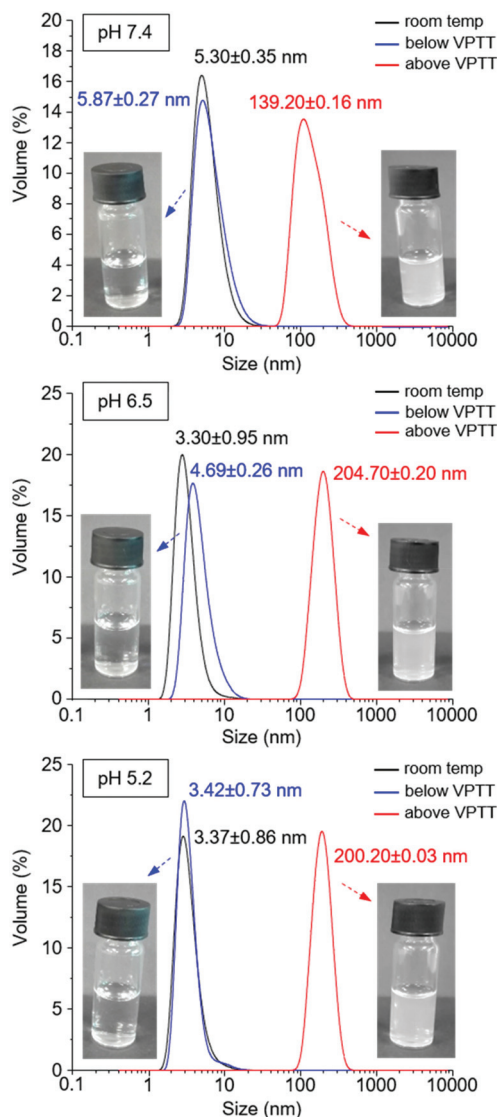 pH 7.4
room temp
below VPTT
above VPTT
5.30±0.35 nm
5.87±0.27 nm
139.20±0.16 nm
Volume (%)
20
18
16
14
12
10
8
6
4
2
0
0.1 1 10 100 1000 10000
Size (nm)
pH 6.5
room temp
below VPTT
above VPTT
3.30±0.95 nm
4.69±0.26 nm
204.70±0.20 nm
Volume (%)
25
20
15
10
5
0
0.1 1 10 100 1000 10000
Size (nm)
pH 5.2
room temp
below VPTT
above VPTT
3.42±0.73 nm
3.37±0.86 nm
200.20±0.03 nm
Volume (%)
25
20
15
10
5
0
0.1 1 10 100 1000 10000
Size (nm)